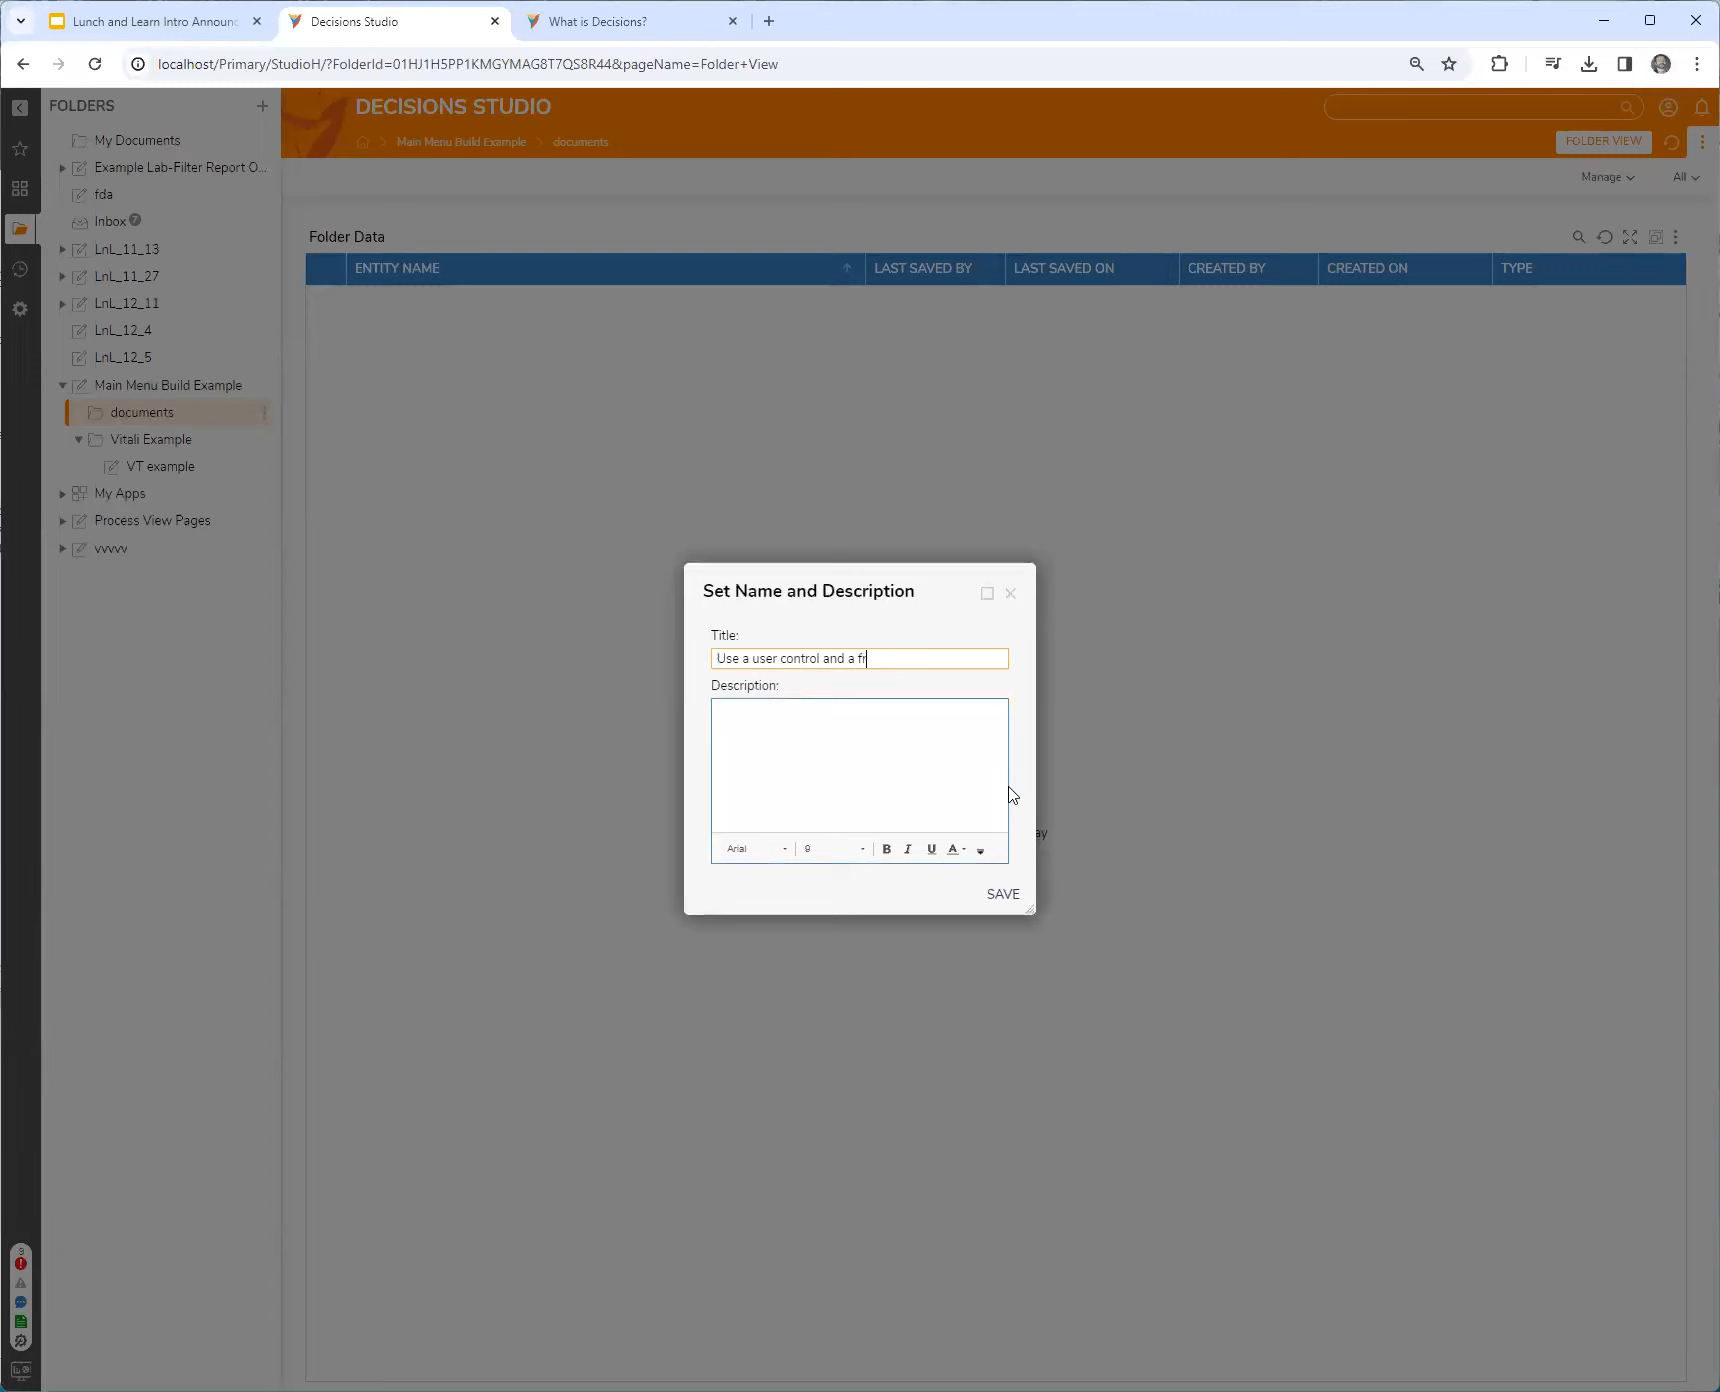 Lunch and Learn Intro Announ
Decisions Studio
What is Decisions?
localhost/Primary/StudioH/?FolderId=01HJ1H5PP1KMGYMAG8T7QS8R44&pageName=Folder+View
FOLDERS
DECISIONS STUDIO
Main Menu Build Example
documents
FOLDER VIEW
Manage
All
My Documents
Example Lab-Filter Report O...
fda
Inbox 7
LnL_11_13
LnL_11_27
LnL_12_11
LnL_12_4
LnL_12_5
Main Menu Build Example
documents
Vitali Example
VT example
My Apps
Process View Pages
vvvvv
Folder Data
ENTITY NAME
LAST SAVED BY
LAST SAVED ON
CREATED BY
CREATED ON
TYPE
Set Name and Description
Title:
Use a user control and a fr
Description:
ay
Arial
9
B I U A
SAVE
9